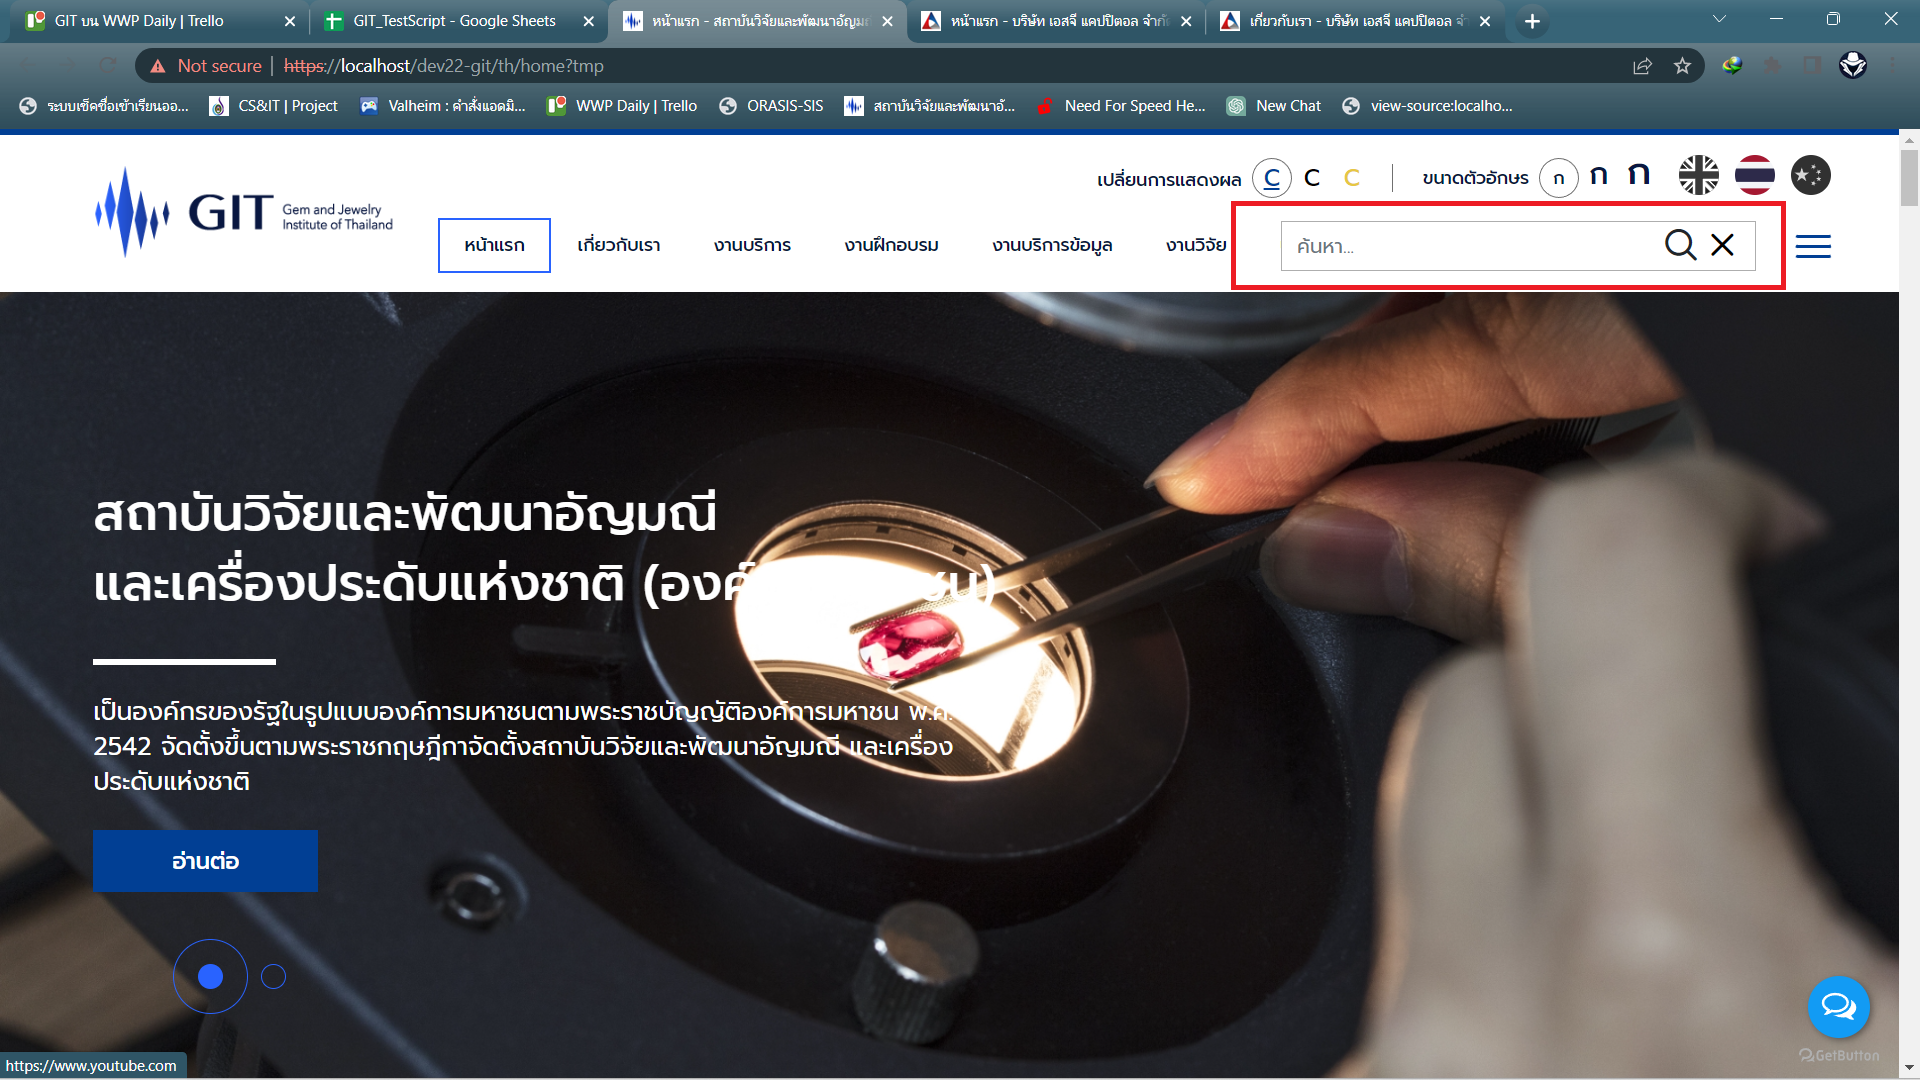 GIT บน WWP Daily | Trello
GIT_TestScript - Google Sheets
หน้าแรก - สถาบันวิจัยและพัฒนาอัญม
หน้าแรก - บริษัท เอสจี แคปปิตอล จำกั
เกี่ยวกับเรา - บริษัท เอสจี แคปปิตอล จำ
Not secure | https://localhost/dev22-git/th/home?tmp
ระบบเช็คชื่อเข้าเรียนออ...
CS&IT | Project
Valheim : คำสั่งแอดมิ...
WWP Daily | Trello
ORASIS-SIS
สถาบันวิจัยและพัฒนาอั...
Need For Speed He...
New Chat
view-source:localho...
เปลี่ยนการแสดงผล C C C
ขนาดตัวอักษร ก ก ก
GIT Gem and Jewelry
Institute of Thailand
หน้าแรก
เกี่ยวกับเรา
งานบริการ
งานฝึกอบรม
งานบริการข้อมูล
งานวิจัย
ค้นหา...
สถาบันวิจัยและพัฒนาอัญมณี
และเครื่องประดับแห่งชาติ (องค์ ชน)
เป็นองค์กรของรัฐในรูปแบบองค์การมหาชนตามพระราชบัญญัติองค์การมหาชน พ.ศ.
2542 จัดตั้งขึ้นตามพระราชกฤษฎีกาจัดตั้งสถาบันวิจัยและพัฒนาอัญมณี และเครื่อง
ประดับแห่งชาติ
อ่านต่อ
GetButton
https://www.youtube.com